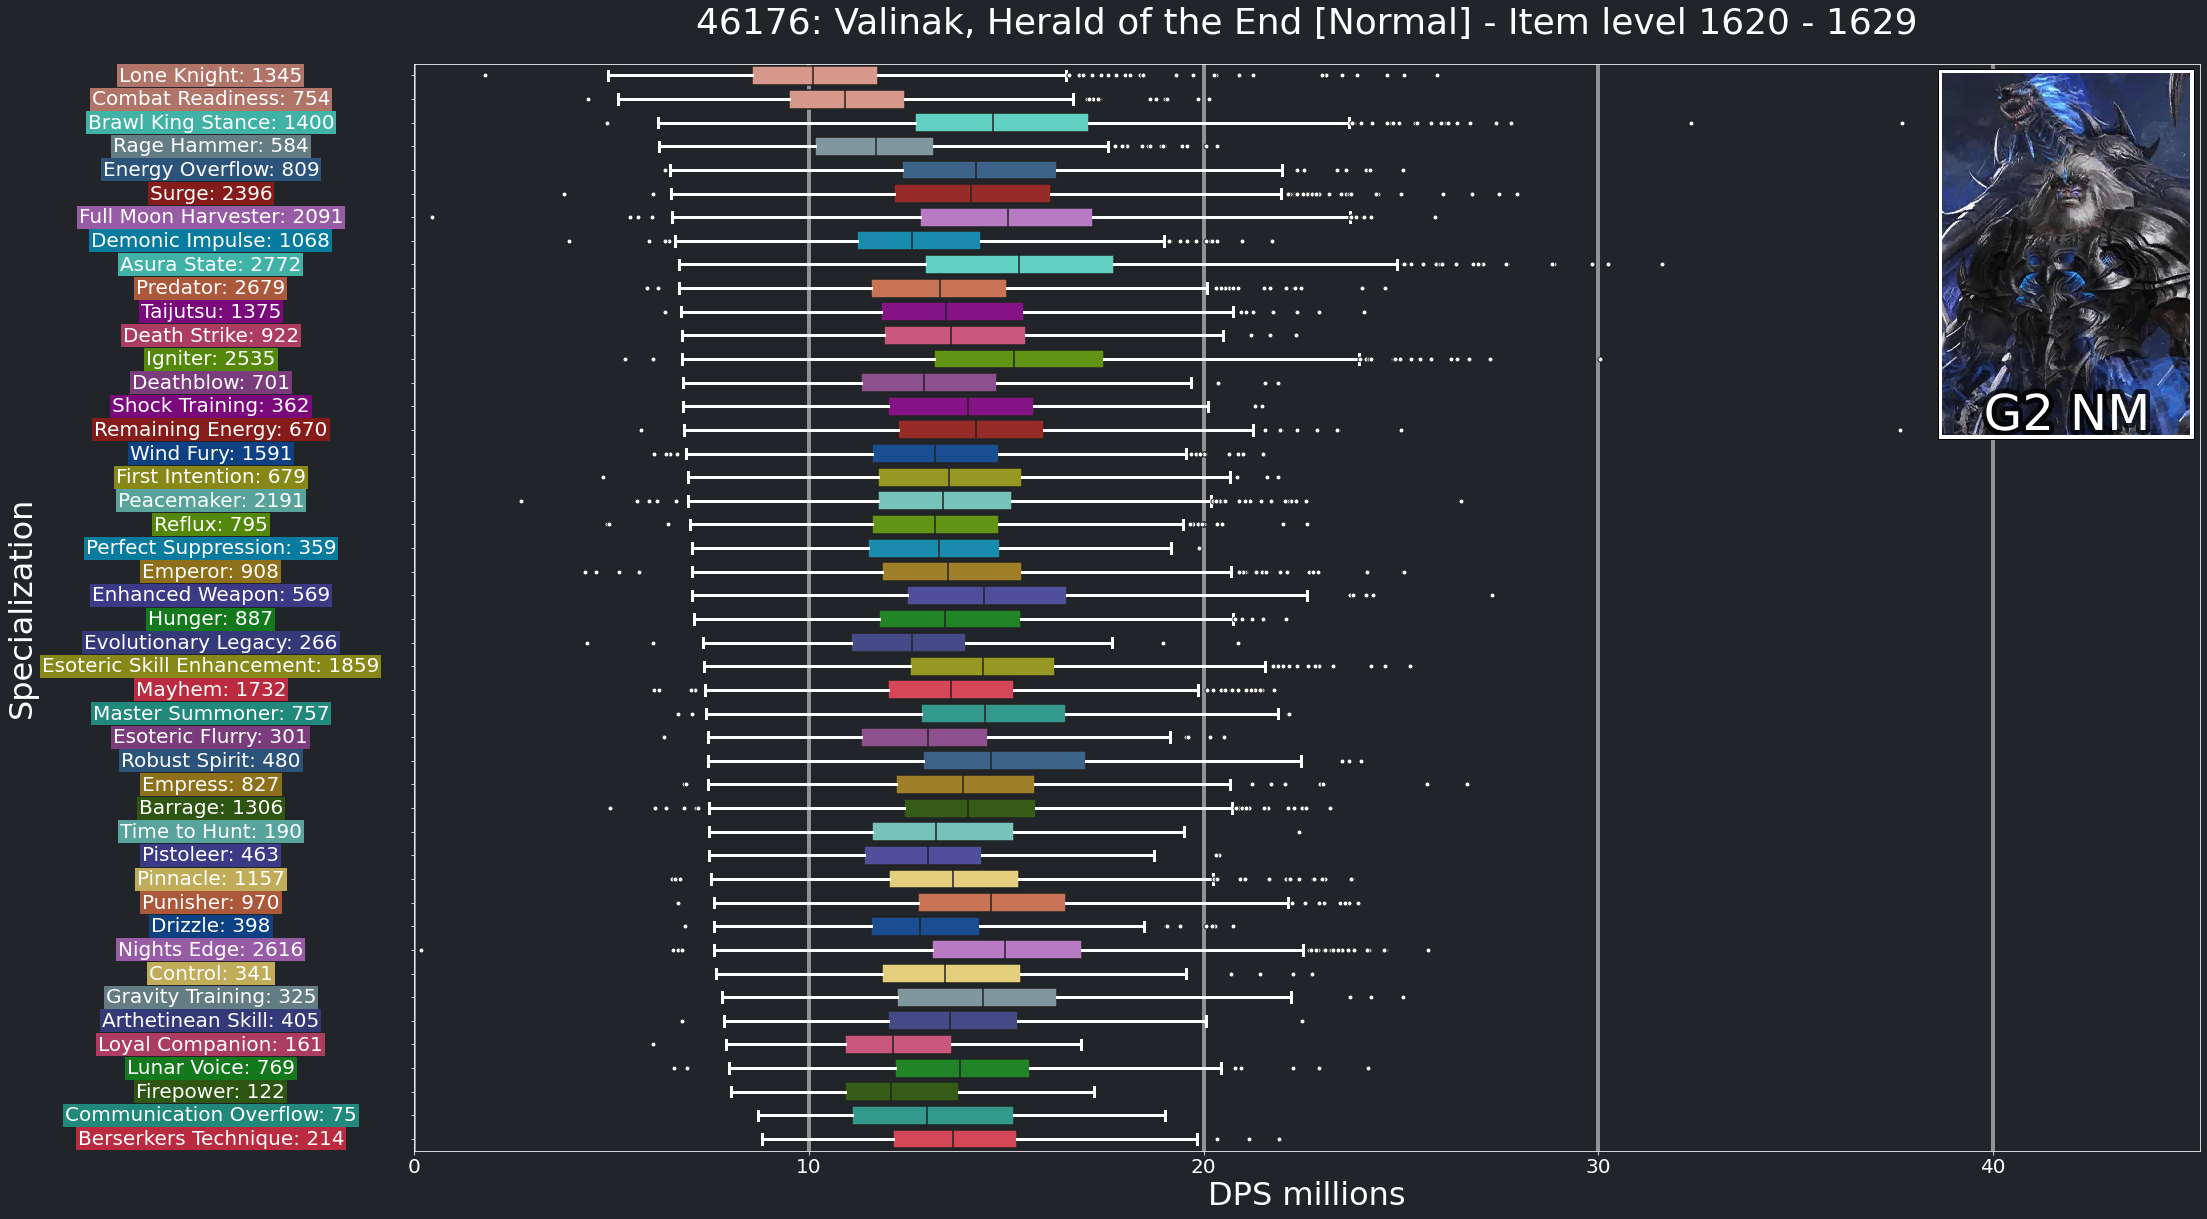 46176: Valinak, Herald of the End [Normal] - Item level 1620 - 1629
Lone Knight: 1345
Combat Readiness: 754
Brawl King Stance: 1400
Rage Hammer: 584
Energy Overflow: 809
Surge: 2396
Full Moon Harvester: 2091
Demonic Impulse: 1068
Asura State: 2772
Predator: 2679
Taijutsu: 1375
Death Strike: 922
Igniter: 2535
Deathblow: 701
Shock Training: 362
Remaining Energy: 670
Wind Fury: 1591
First Intention: 679
Peacemaker: 2191
Reflux: 795
Perfect Suppression: 359
Emperor: 908
Enhanced Weapon: 569
Hunger: 887
Evolutionary Legacy: 266
Esoteric Skill Enhancement: 1859
Mayhem: 1732
Master Summoner: 757
Esoteric Flurry: 301
Robust Spirit: 480
Empress: 827
Barrage: 1306
Time to Hunt: 190
Pistoleer: 463
Pinnacle: 1157
Punisher: 970
Drizzle: 398
Nights Edge: 2616
Control: 341
Gravity Training: 325
Arthetinean Skill: 405
Loyal Companion: 161
Lunar Voice: 769
Firepower: 122
Communication Overflow: 75
Berserkers Technique: 214
Specialization
G2 NM
0 10 20 30 40
DPS millions